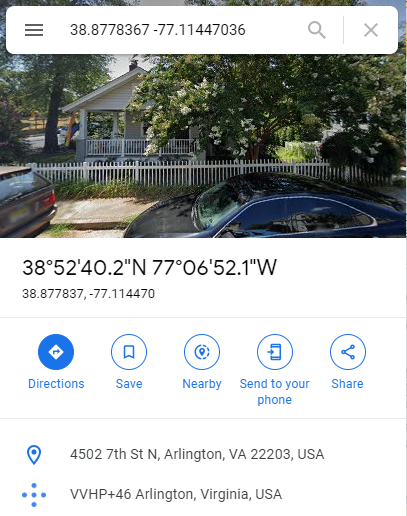 38.8778367 -77.11447036
38°52'40.2"N 77°06'52.1"W
38.877837, -77.114470
Directions
Save
Nearby
Send to your
phone
Share
4502 7th St N, Arlington, VA 22203, USA
VVHP+46 Arlington, Virginia, USA